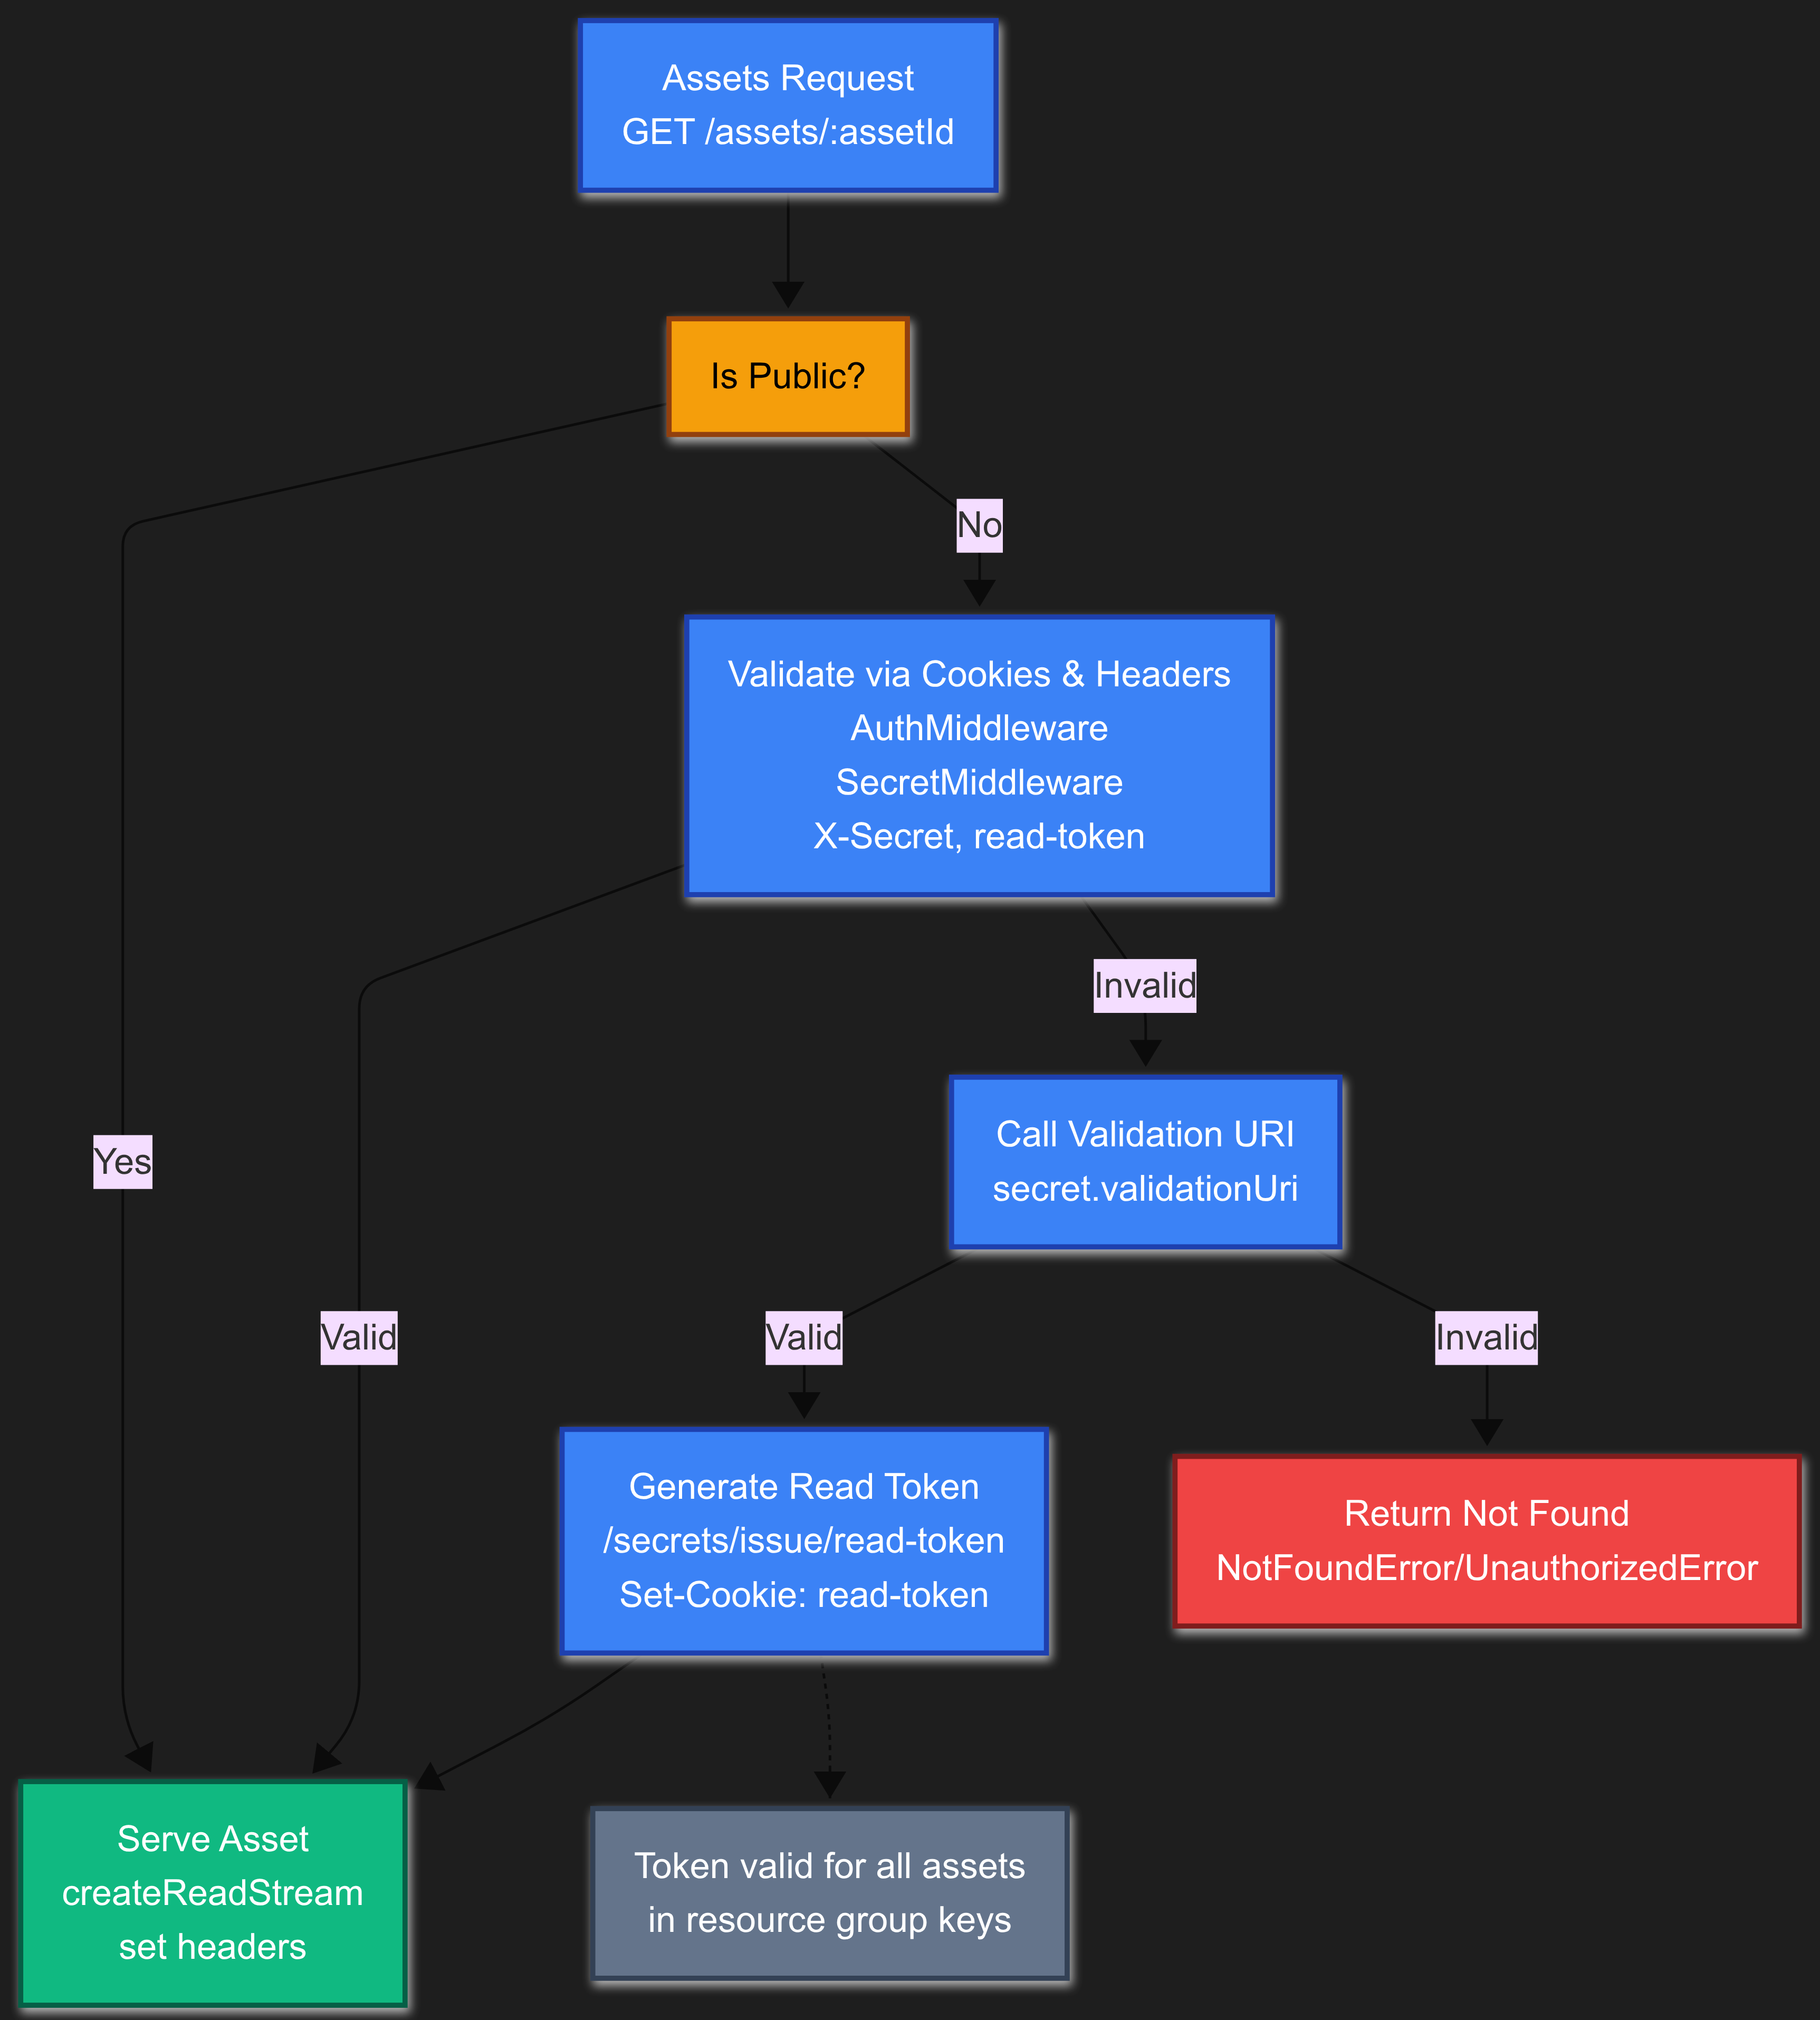 Assets Request
GET /assets/:assetId
Is Public?
No
Validate via Cookies & Headers
AuthMiddleware
SecretMiddleware
X-Secret, read-token
Invalid
Call Validation URI
secret.validationUri
Yes
Valid
Valid
Invalid
Generate Read Token
/secrets/issue/read-token
Set-Cookie: read-token
Return Not Found
NotFoundError/UnauthorizedError
Serve Asset
createReadStream
set headers
Token valid for all assets
in resource group keys